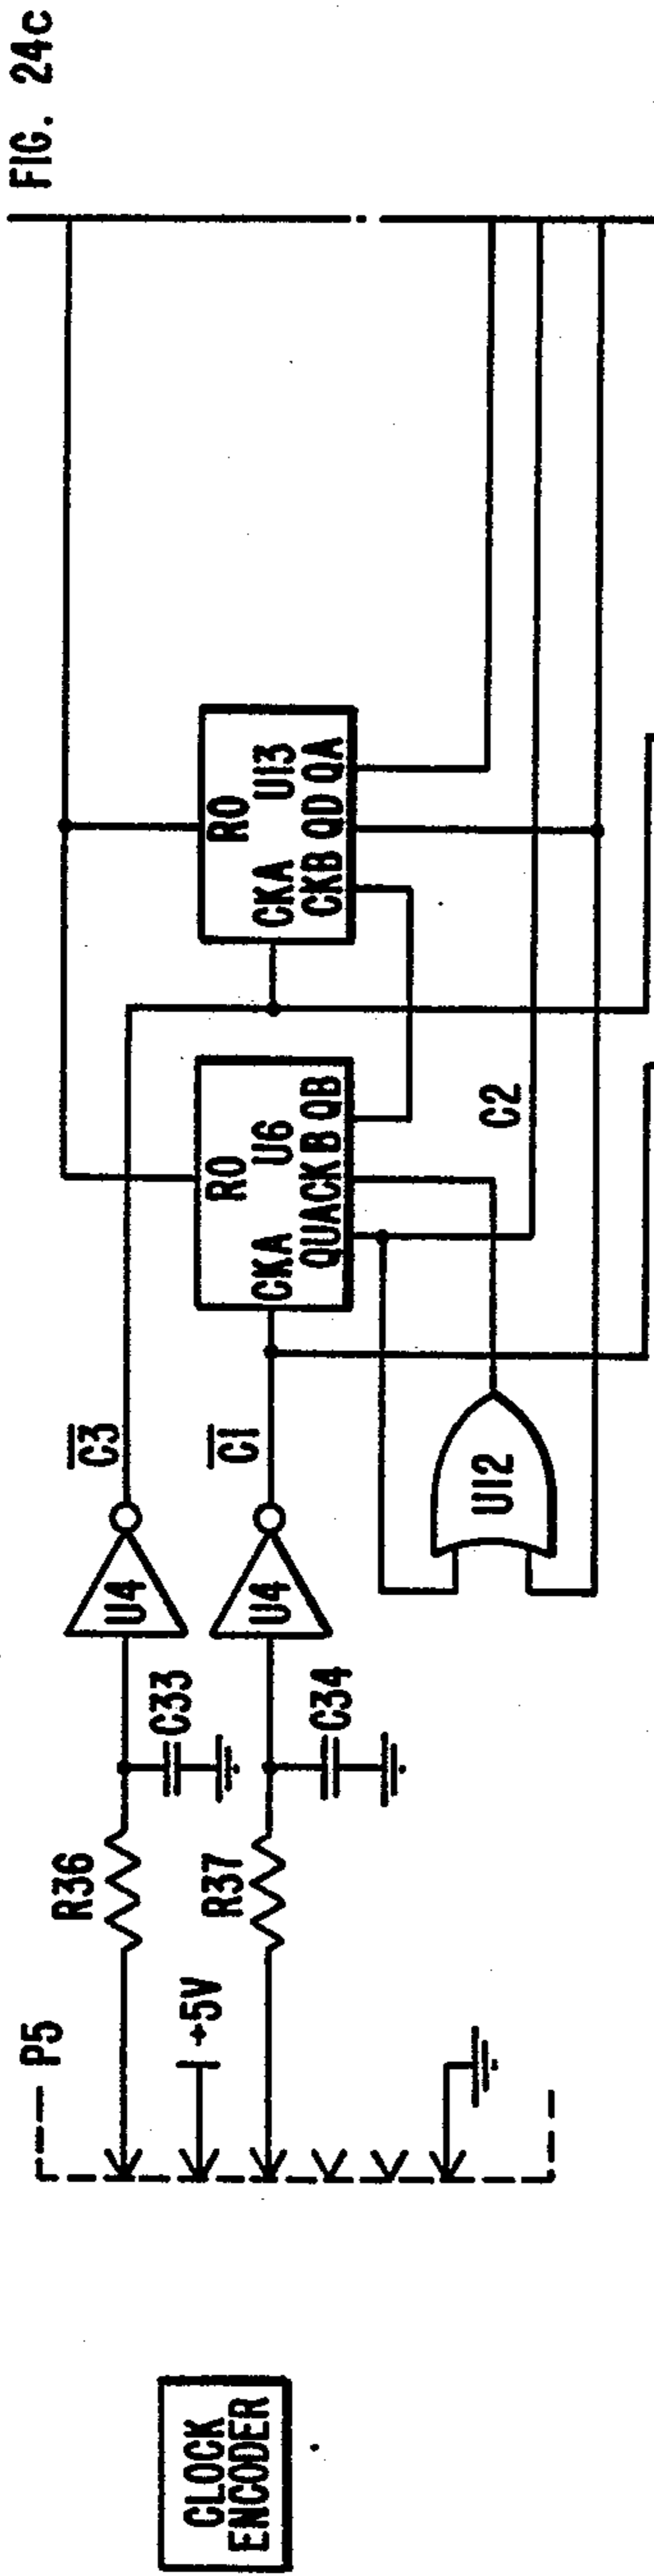 FIG. 24c
CLOCK
ENCODER
P5
R36
C33
U4
C3
+5V
R37
C34
U4
C1
U12
C2
R0
CKA U6
QUACK B QB
R0
CKA U13
CKB QD QA